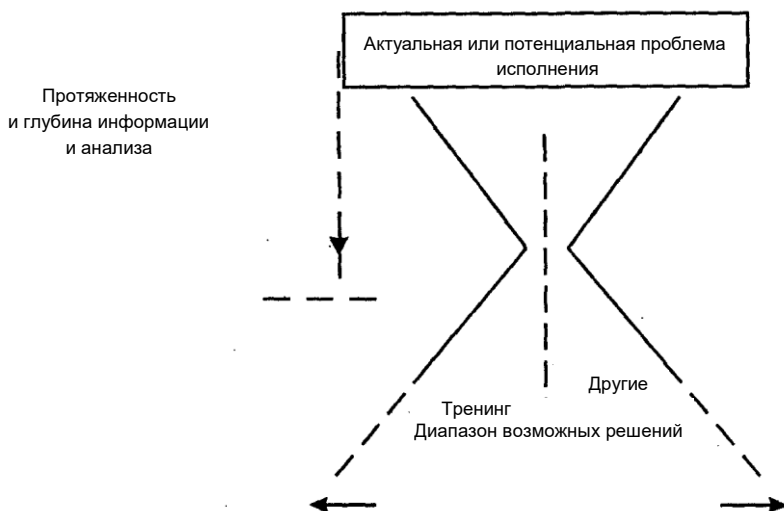 Актуальная или потенциальная проблема
исполнения
Протяженность
и глубина информации
и анализа
Другие
Тренинг
Диапазон возможных решений